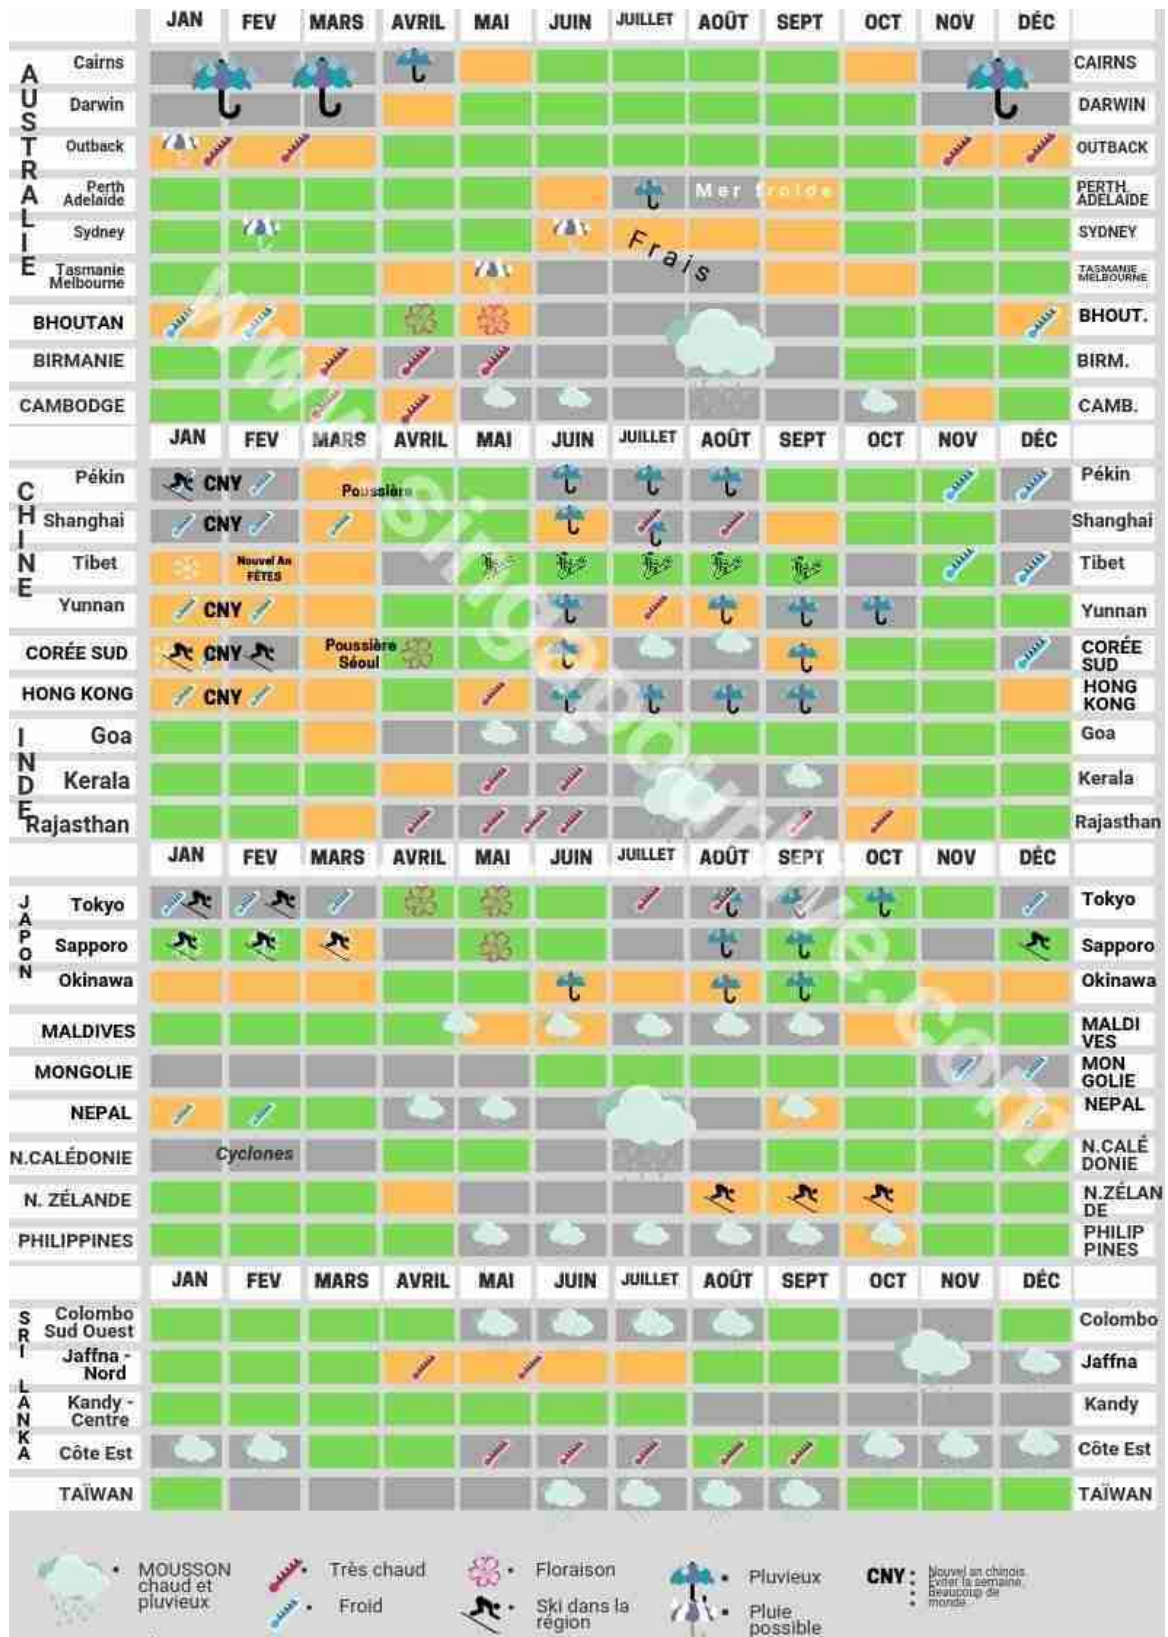 JAN FEV MARS AVRIL MAI JUIN JUILLET AOÛT SEPT OCT NOV DÉC
AUSTRALIE
Cairns CAIRNS
Darwin DARWIN
Outback OUTBACK
Perth Adelaïde Mer froide PERTH. ADELAÏDE
Sydney Frais SYDNEY
Tasmanie Melbourne TASMANIE MELBOURNE
BHOUTAN BHOUT.
BIRMANIE BIRM.
CAMBODGE CAMB.
JAN FEV MARS AVRIL MAI JUIN JUILLET AOÛT SEPT OCT NOV DÉC
CHINE
Pékin CNY Poussière Pékin
Shanghai CNY Shanghai
Tibet Nouvel An FÊTES Tibet
Yunnan CNY Yunnan
CORÉE SUD CNY Poussière Séoul CORÉE SUD
HONG KONG CNY HONG KONG
INDE
Goa Goa
Kerala Kerala
Rajasthan Rajasthan
JAN FEV MARS AVRIL MAI JUIN JUILLET AOÛT SEPT OCT NOV DÉC
JAPON
Tokyo Tokyo
Sapporo Sapporo
Okinawa Okinawa
MALDIVES MALDI VES
MONGOLIE MON GOLIE
NEPAL NEPAL
N.CALÉDONIE Cyclones N.CALÉ DONIE
N. ZÉLANDE N.ZÉLAN DE
PHILIPPINES PHILIP PINES
JAN FEV MARS AVRIL MAI JUIN JUILLET AOÛT SEPT OCT NOV DÉC
SRI LANKA
Colombo Sud Ouest Colombo
Jaffna - Nord Jaffna
Kandy - Centre Kandy
Côte Est Côte Est
TAÏWAN TAÏWAN
MOUSSON
chaud et
pluvieux
Très chaud
Froid
Floraison
Ski dans la
région
Pluvieux
Pluie
possible
CNY : Nouvel an chinois.
Eviter la semaine.
Beaucoup de
monde.